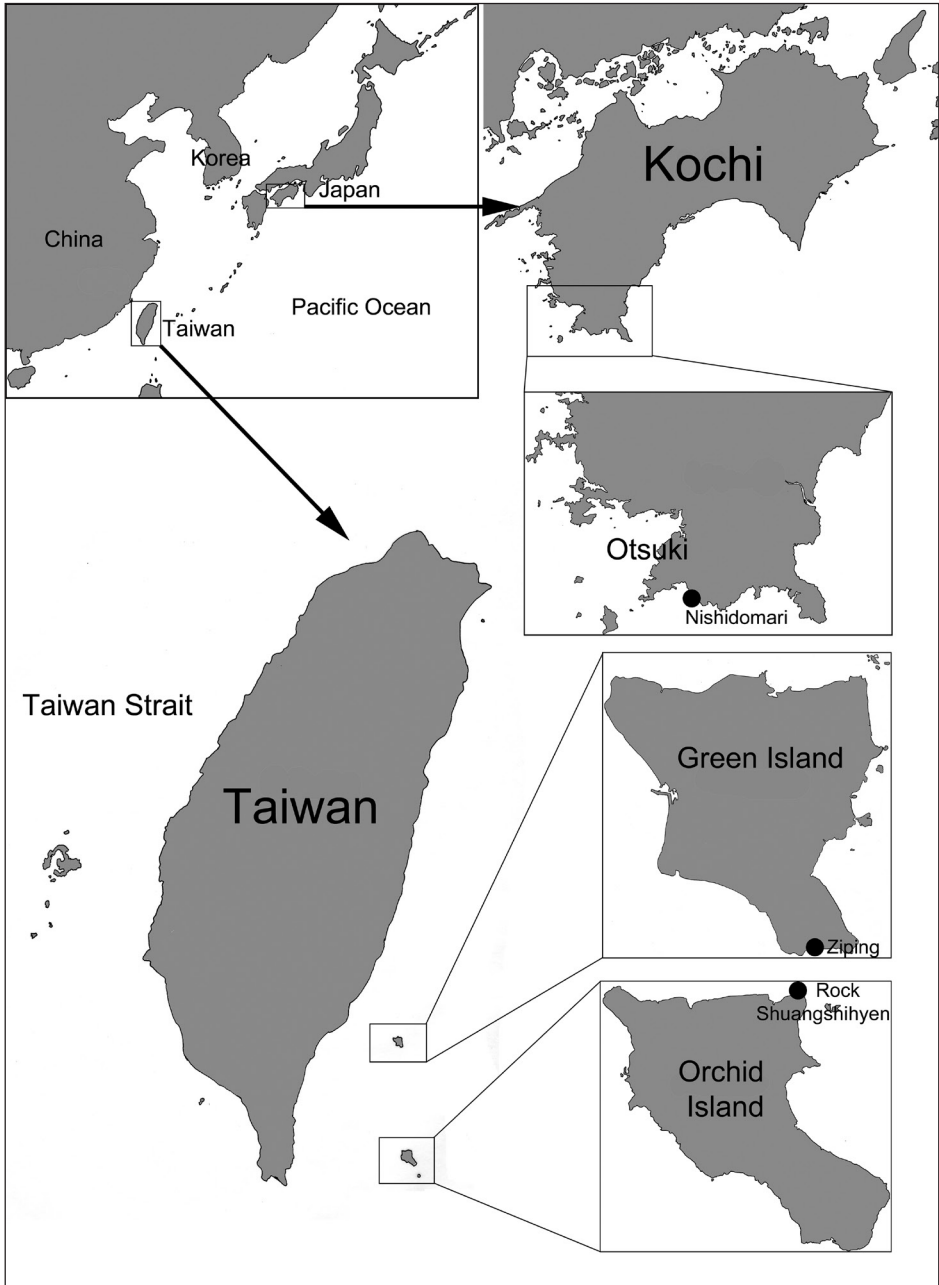 Korea
Japan
China
Pacific Ocean
Taiwan
Kochi
Otsuki
Nishidomari
Taiwan Strait
Taiwan
Green Island
Ziping
Rock
Shuangshihyen
Orchid
Island